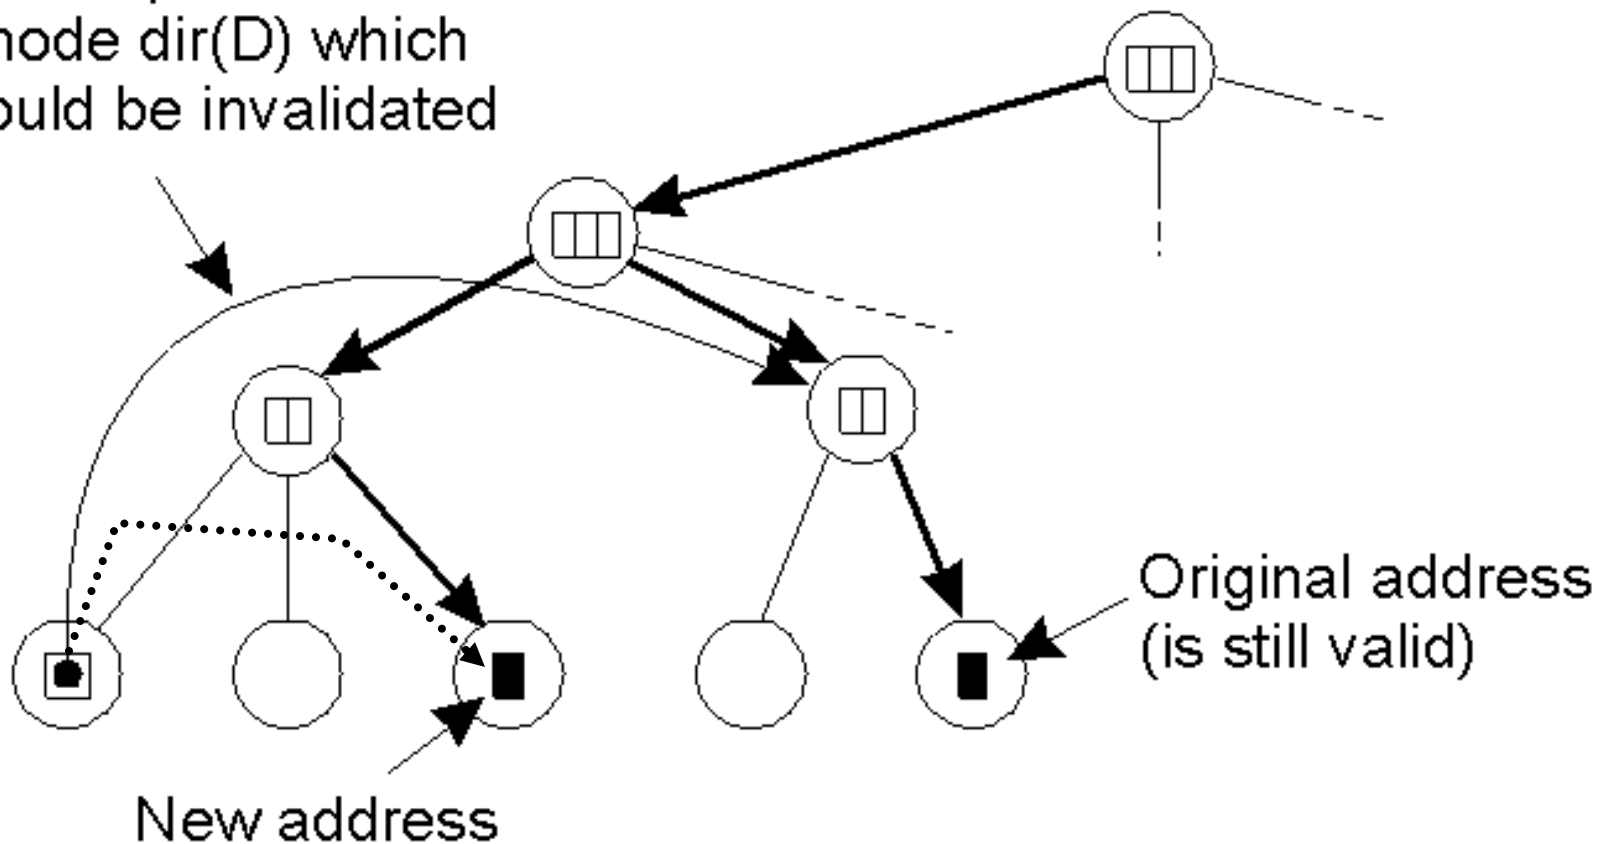 node dir(D) which
ould be invalidated
Original address
(is still valid)
New address